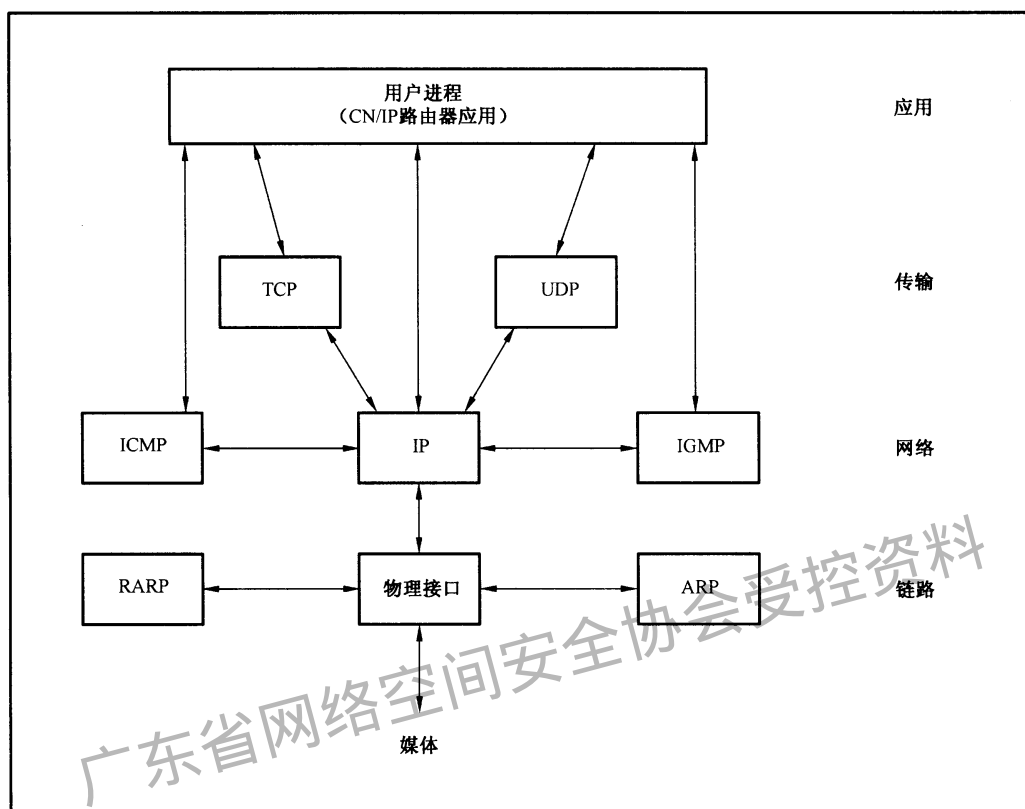 用户进程
（CN/IP路由器应用）
应用
TCP
UDP
传输
ICMP
IP
IGMP
网络
RARP
物理接口
ARP
链路
媒体
广东省网络空间安全协会受控资料